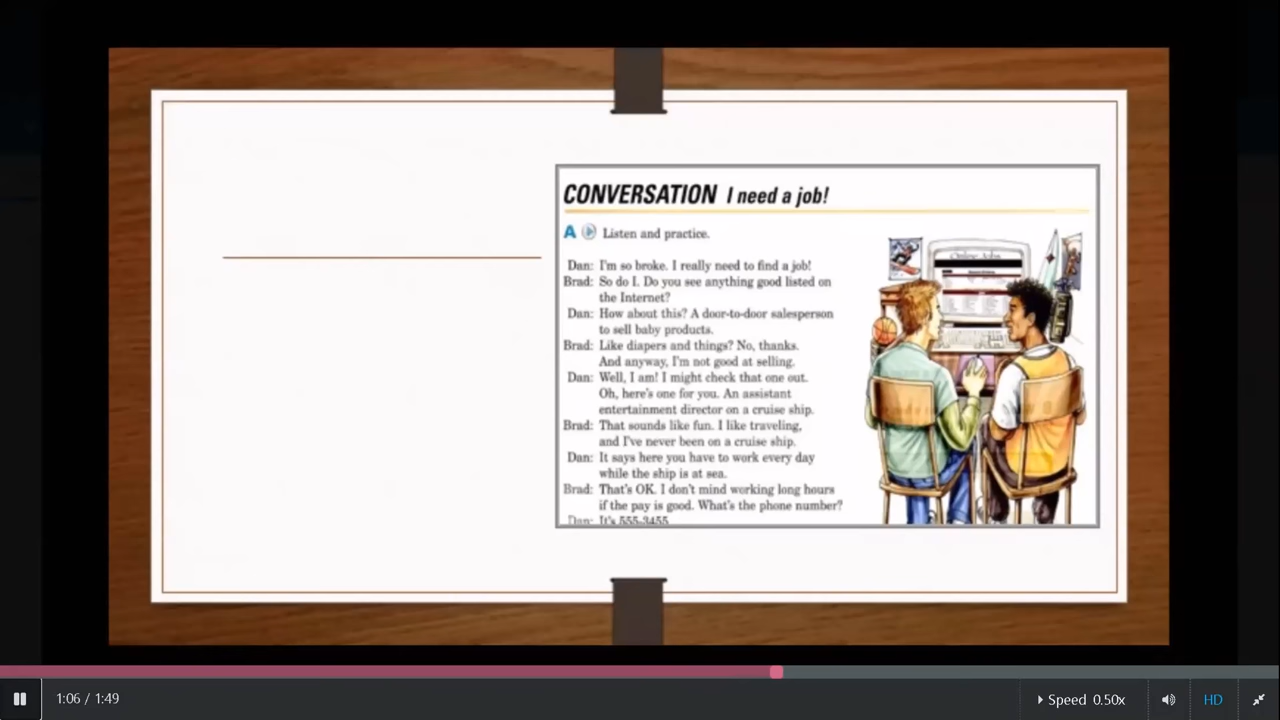 CONVERSATION I need a job!
A Listen and practice.
Dan: I'm so broke. I really need to find a job!
Brad: So do I. Do you see anything good listed on
the Internet?
Dan: How about this? A door-to-door salesperson
to sell baby products.
Brad: Like diapers and things? No, thanks.
And anyway, I'm not good at selling.
Dan: Well, I am! I might check that one out.
Oh, here's one for you. An assistant
entertainment director on a cruise ship.
Brad: That sounds like fun. I like traveling,
and I've never been on a cruise ship.
Dan: It says here you have to work every day
while the ship is at sea.
Brad: That's OK. I don't mind working long hours
if the pay is good. What's the phone number?
Dan: It's 555-3455
Online Jobs
1:06 / 1:49
Speed 0.50x
HD